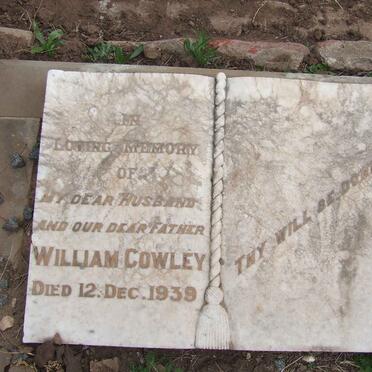 IN
LOVING MEMORY
OF
MY DEAR HUSBAND
AND OUR DEAR FATHER
WILLIAM COWLEY
DIED 12. DEC. 1939
THY WILL BE DONE